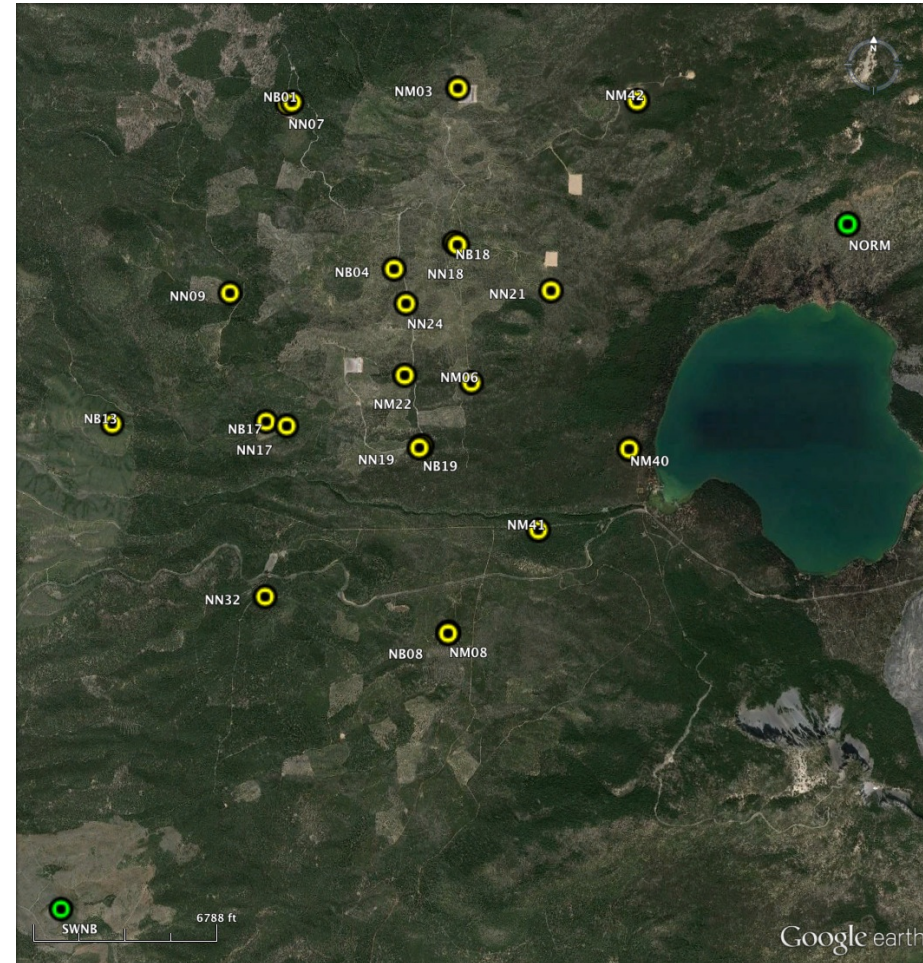 N
NM03
NB01
NM42
NN07
NORM
NB18
NB04
NN18
NN09
NN21
NN24
NM22
NM06
NB13
NB17
NN17
NN19
NB19
NM40
NM41
NN32
NB08
NM08
6788 ft
SWNB
Google earth